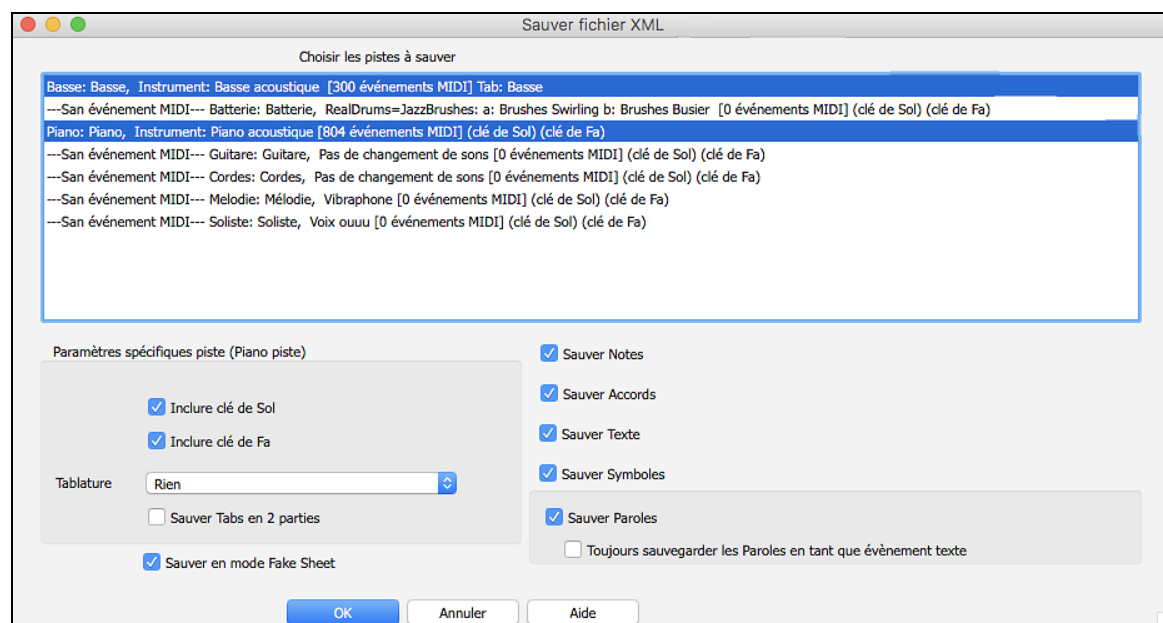 Sauver fichier XML
Choisir les pistes à sauver
Basse: Basse,  Instrument: Basse acoustique  [300 événements MIDI] Tab: Basse
---San événement MIDI--- Batterie: Batterie,  RealDrums=JazzBrushes: a: Brushes Swirling b: Brushes Busier  [0 événements MIDI] (clé de Sol) (clé de Fa)
Piano: Piano,  Instrument: Piano acoustique [804 événements MIDI] (clé de Sol) (clé de Fa)
---San événement MIDI--- Guitare: Guitare,  Pas de changement de sons [0 événements MIDI] (clé de Sol) (clé de Fa)
---San événement MIDI--- Cordes: Cordes,  Pas de changement de sons [0 événements MIDI] (clé de Sol) (clé de Fa)
---San événement MIDI--- Melodie: Mélodie,  Vibraphone [0 événements MIDI] (clé de Sol) (clé de Fa)
---San événement MIDI--- Soliste: Soliste,  Voix ouuu [0 événements MIDI] (clé de Sol) (clé de Fa)
Paramètres spécifiques piste (Piano piste)
Inclure clé de Sol
Inclure clé de Fa
Tablature
Rien
Sauver Tabs en 2 parties
Sauver en mode Fake Sheet
Sauver Notes
Sauver Accords
Sauver Texte
Sauver Symboles
Sauver Paroles
Toujours sauvegarder les Paroles en tant que évènement texte
OK
Annuler
Aide